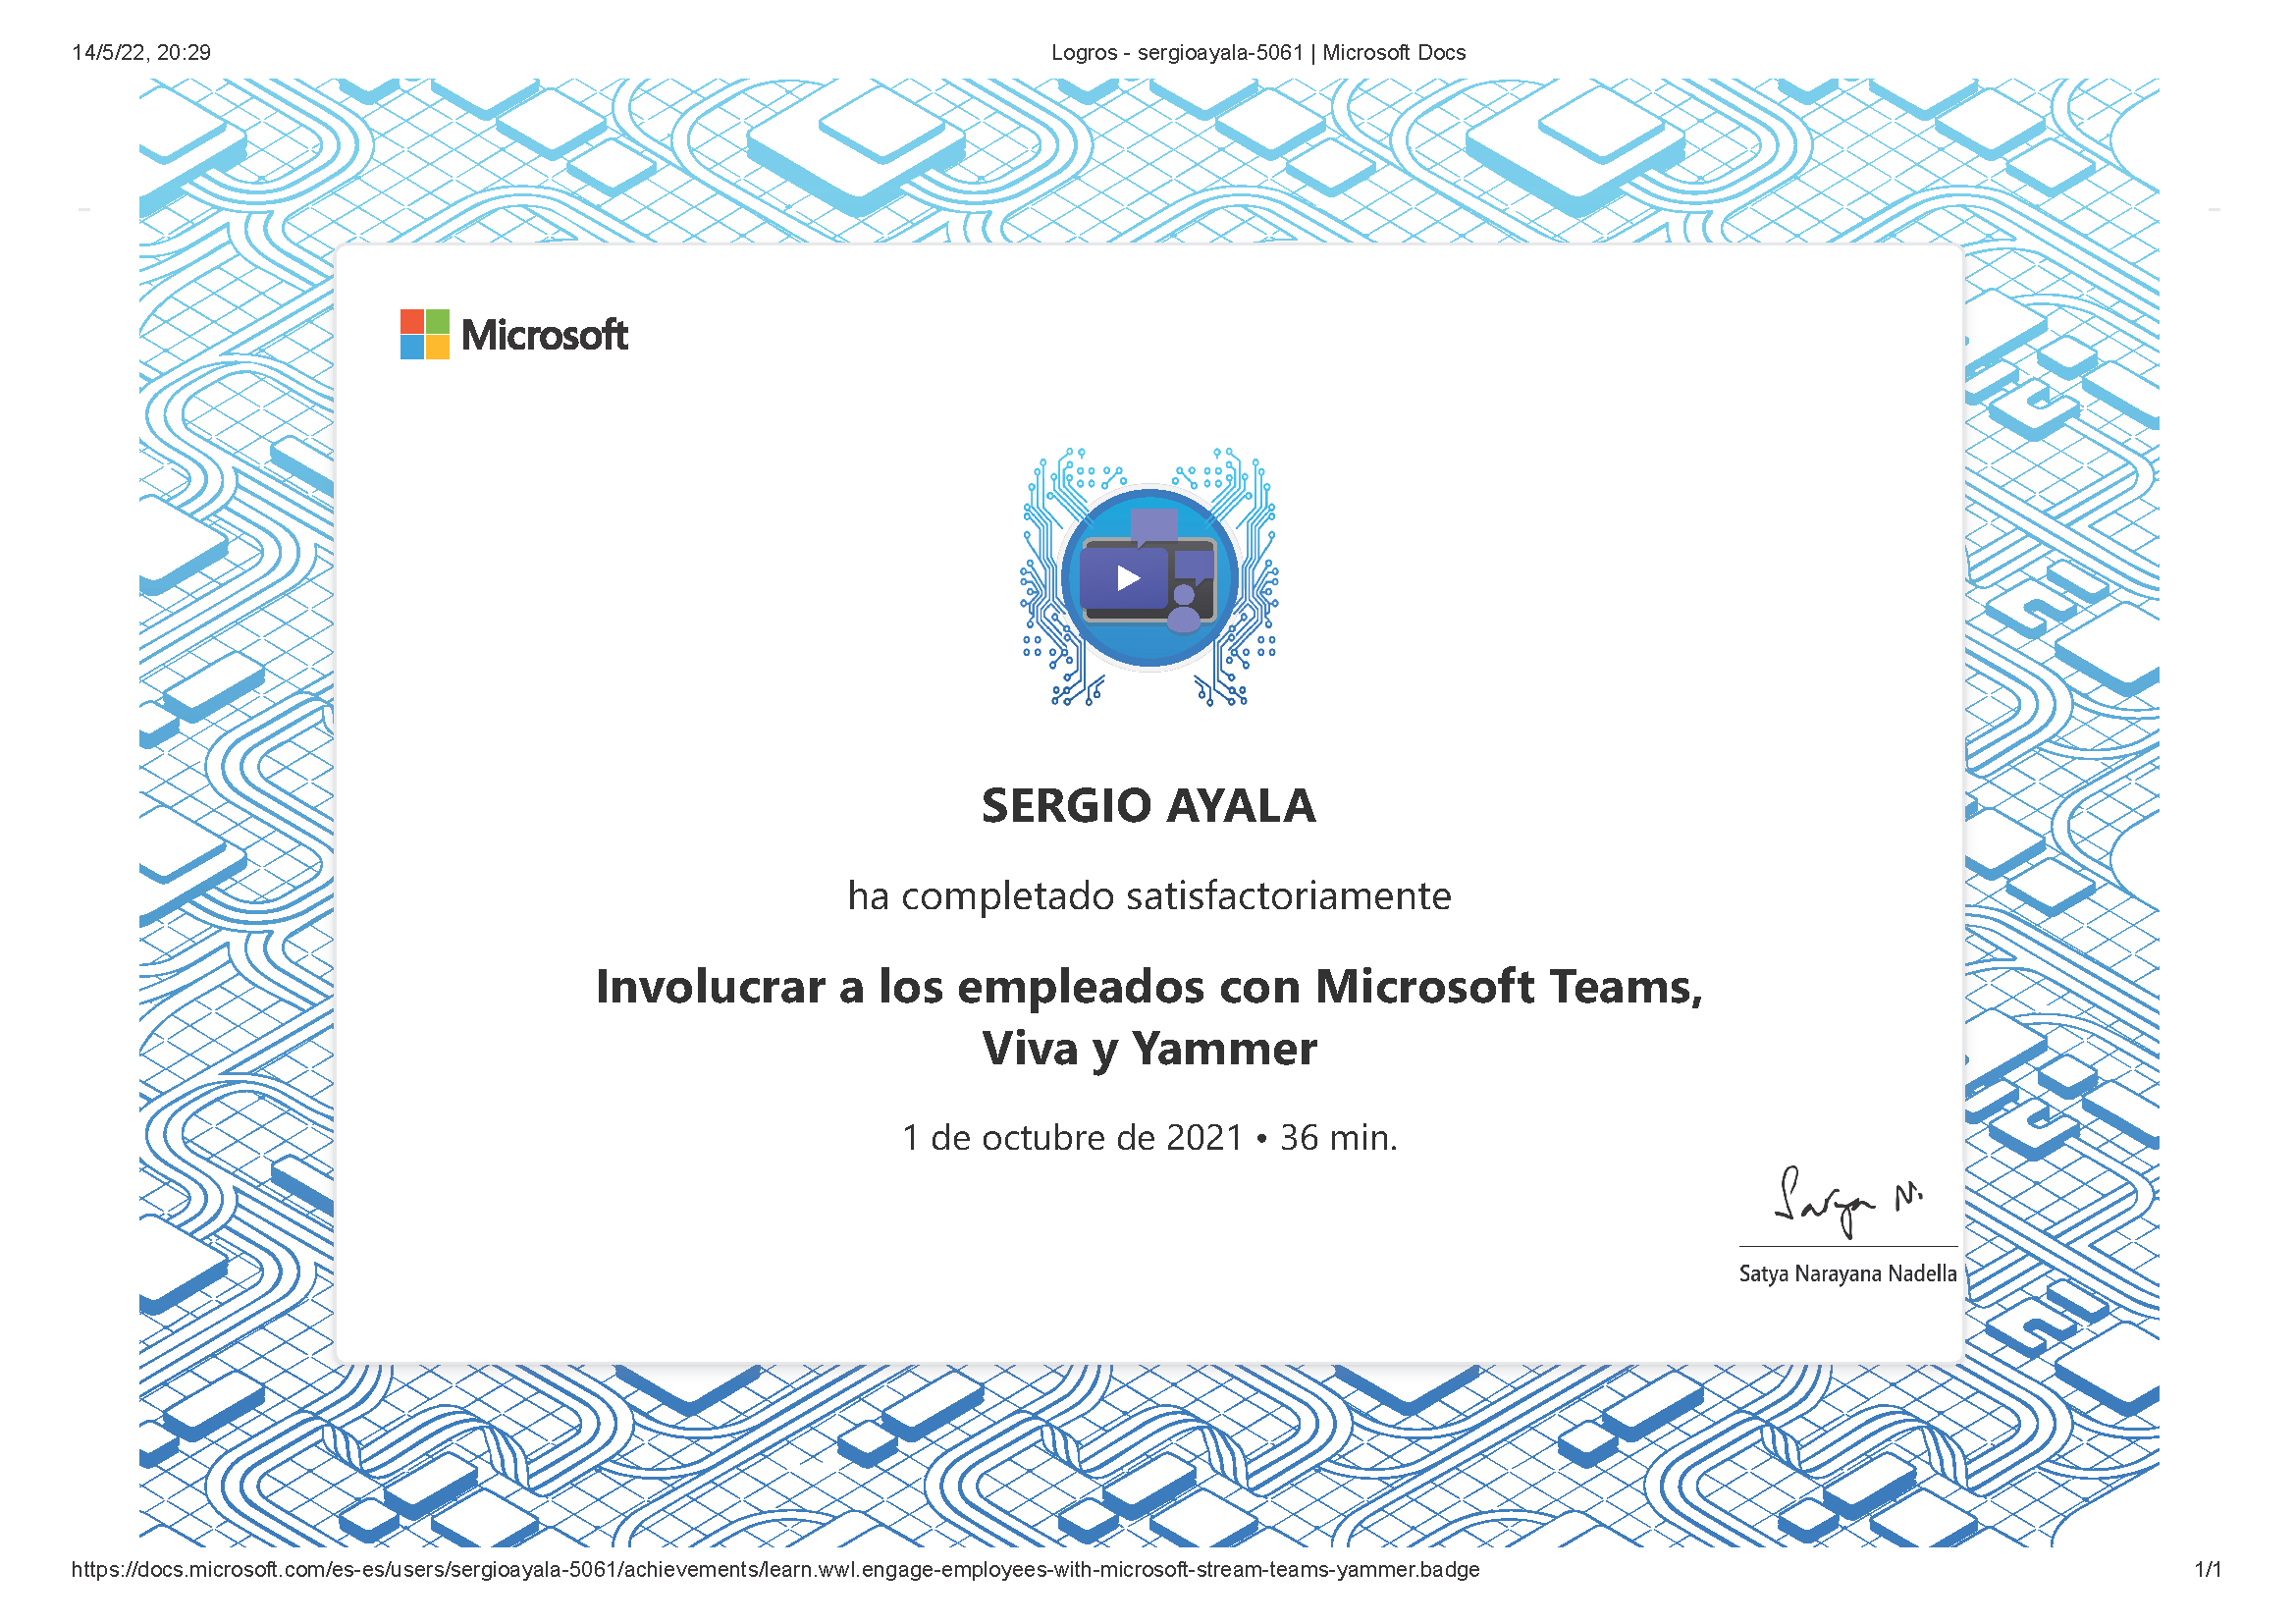 14/5/22, 20:29
Logros - sergioayala-5061 | Microsoft Docs
Microsoft
SERGIO AYALA
ha completado satisfactoriamente
Involucrar a los empleados con Microsoft Teams,
Viva y Yammer
1 de octubre de 2021 • 36 min.
Satya N.
Satya Narayana Nadella
https://docs.microsoft.com/es-es/users/sergioayala-5061/achievements/learn.wwl.engage-employees-with-microsoft-stream-teams-yammer.badge
1/1